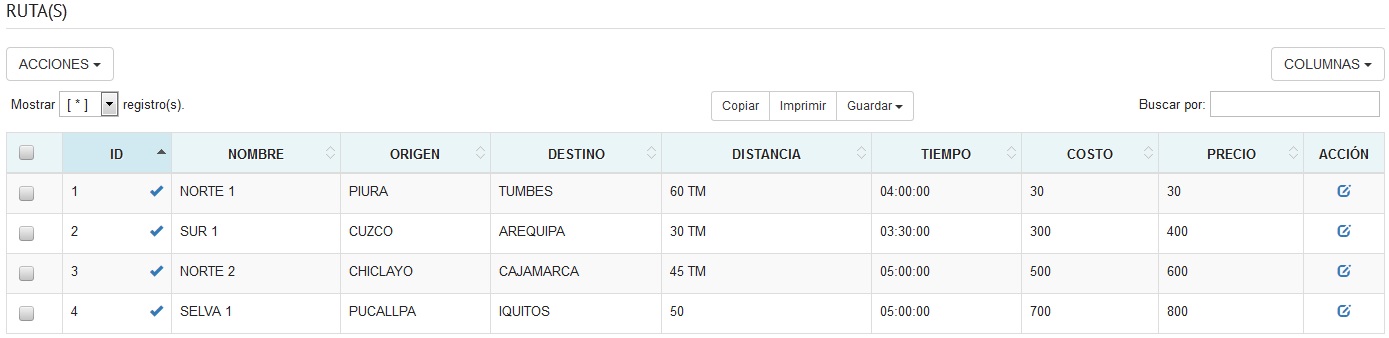 RUTA(S)
ACCIONES COLUMNAS
Mostrar [ * ] registro(s). Copiar Imprimir Guardar Buscar por:
ID NOMBRE ORIGEN DESTINO DISTANCIA TIEMPO COSTO PRECIO ACCIÓN
1 NORTE 1 PIURA TUMBES 60 TM 04:00:00 30 30
2 SUR 1 CUZCO AREQUIPA 30 TM 03:30:00 300 400
3 NORTE 2 CHICLAYO CAJAMARCA 45 TM 05:00:00 500 600
4 SELVA 1 PUCALLPA IQUITOS 50 05:00:00 700 800